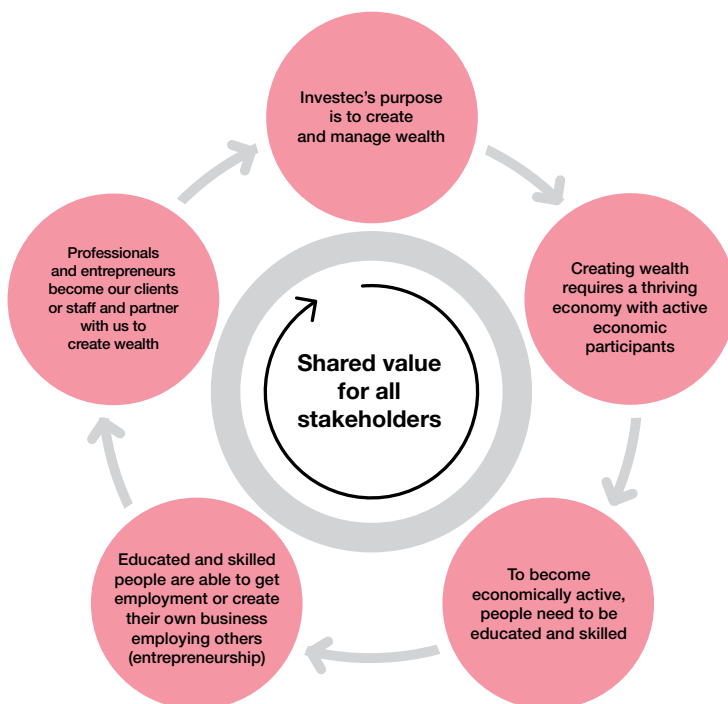 Investec's purpose
is to create
and manage wealth
Creating wealth
requires a thriving
economy with active
economic
participants
To become
economically active,
people need to be
educated and skilled
Educated and skilled
people are able to get
employment or create
their own business
employing others
(entrepreneurship)
Professionals
and entrepreneurs
become our clients
or staff and partner
with us to
create wealth
Shared value
for all
stakeholders